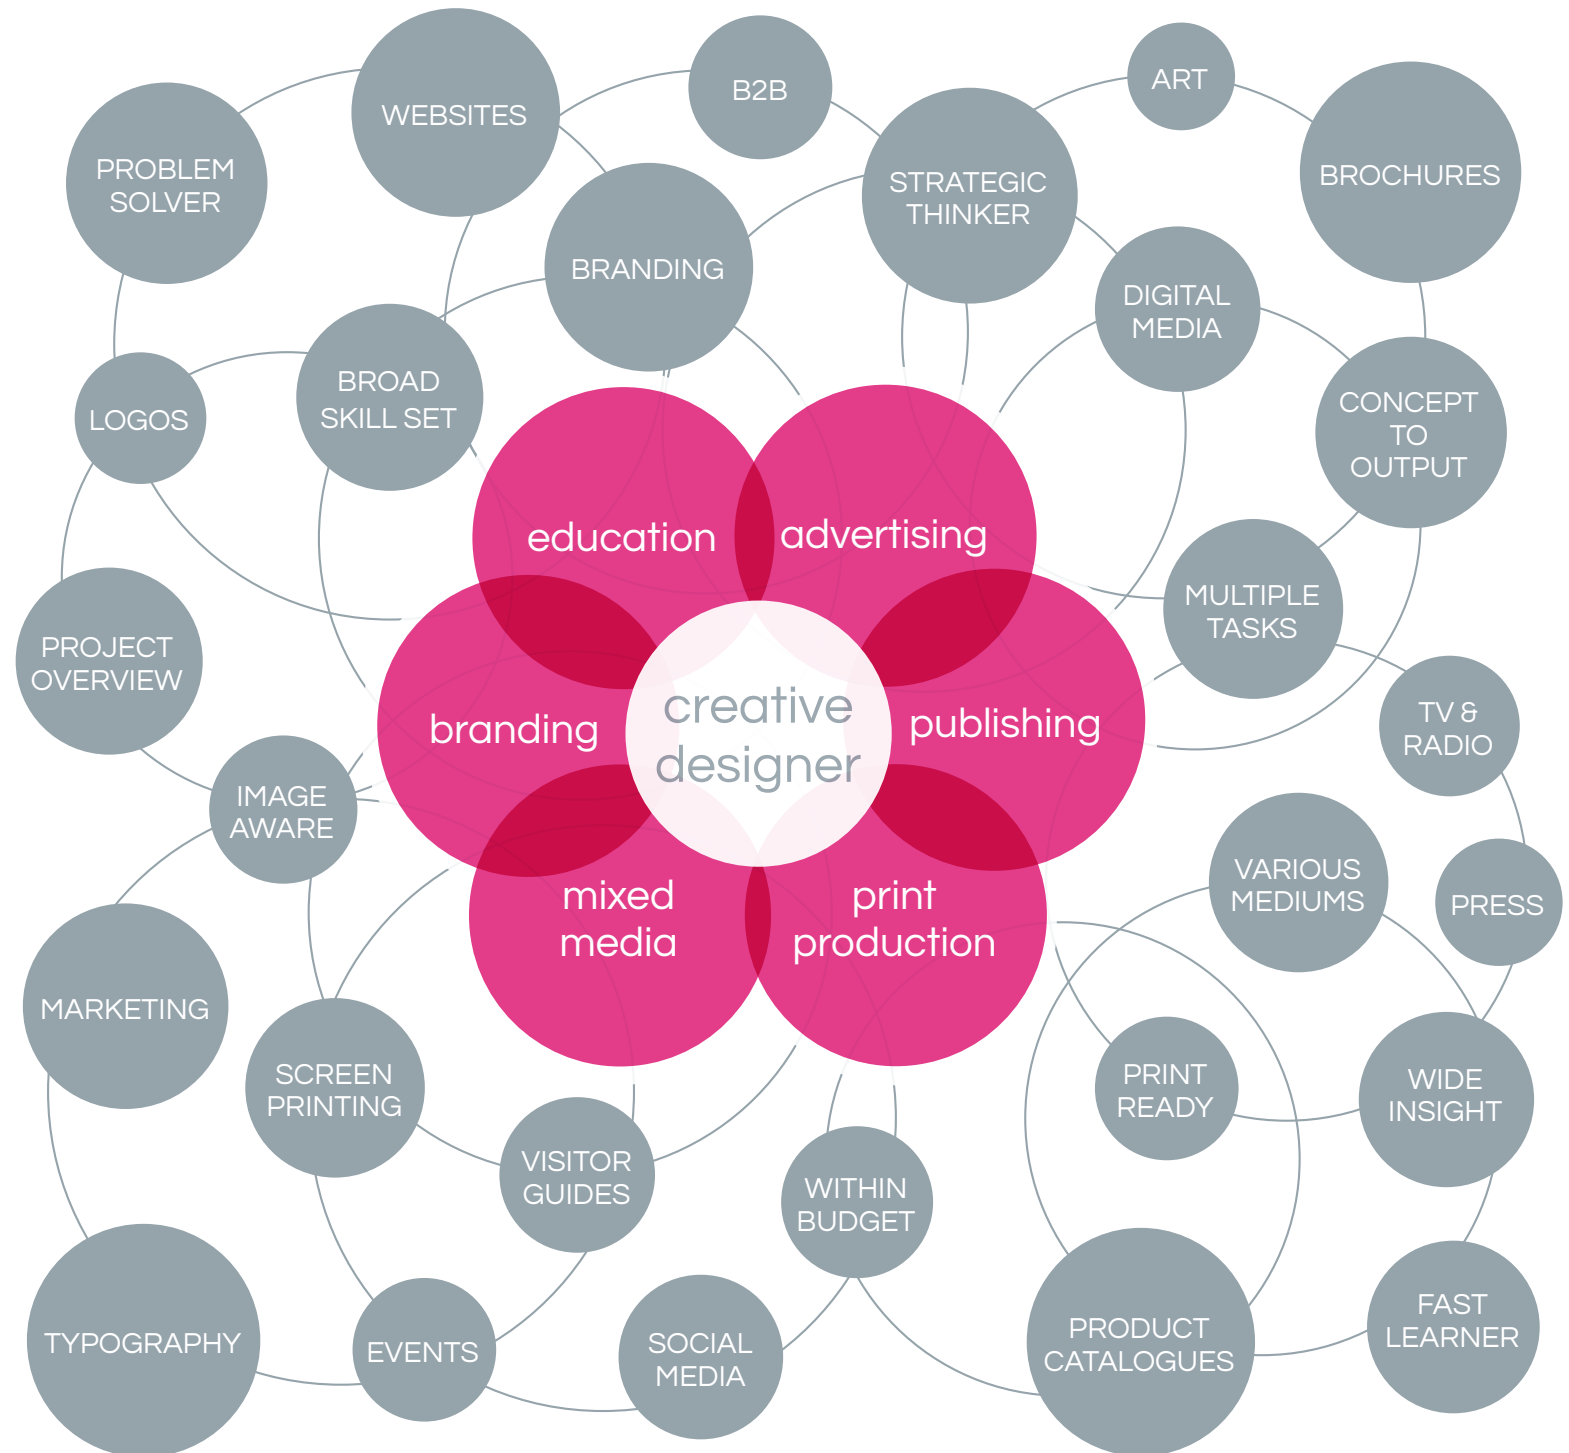 WEBSITES
B2B
ART
PROBLEM
SOLVER
STRATEGIC
THINKER
BROCHURES
BRANDING
DIGITAL
MEDIA
BROAD
SKILL SET
LOGOS
CONCEPT
TO
OUTPUT
education
advertising
MULTIPLE
TASKS
PROJECT
OVERVIEW
branding
creative
designer
publishing
TV &
RADIO
IMAGE
AWARE
mixed
media
print
production
VARIOUS
MEDIUMS
PRESS
MARKETING
SCREEN
PRINTING
PRINT
READY
WIDE
INSIGHT
VISITOR
GUIDES
WITHIN
BUDGET
TYPOGRAPHY
EVENTS
SOCIAL
MEDIA
PRODUCT
CATALOGUES
FAST
LEARNER